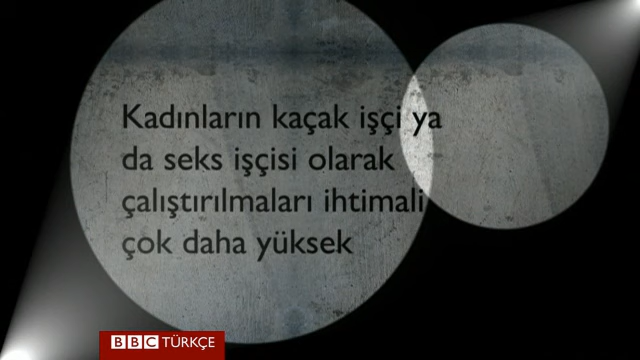 Kadınların kaçak işçi ya
da seks işçisi olarak
çalıştırılmaları ihtimali
çok daha yüksek
BBC TÜRKÇE